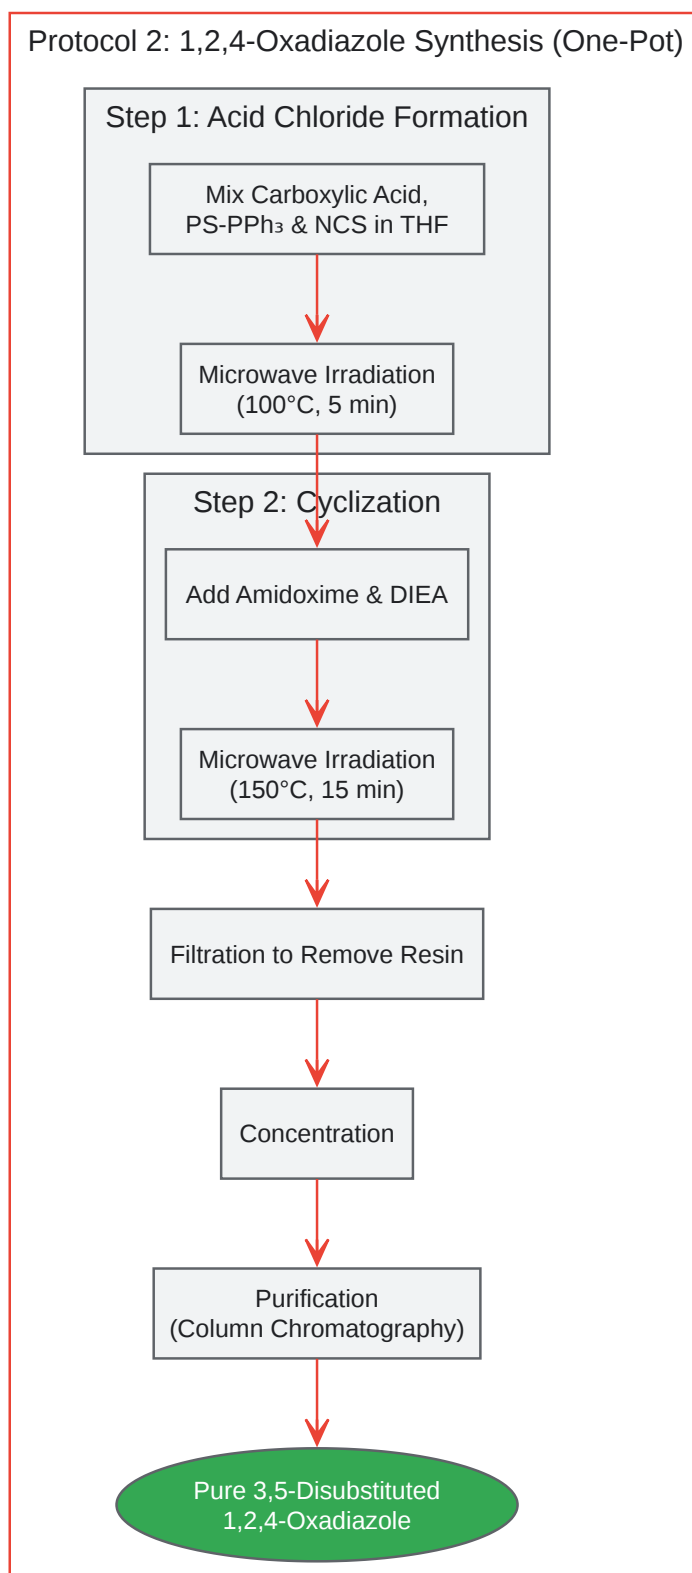 Protocol 2: 1,2,4-Oxadiazole Synthesis (One-Pot)
Step 1: Acid Chloride Formation
Mix Carboxylic Acid,
PS-PPh₃ & NCS in THF
Microwave Irradiation
(100°C, 5 min)
Step 2: Cyclization
Add Amidoxime & DIEA
Microwave Irradiation
(150°C, 15 min)
Filtration to Remove Resin
Concentration
Purification
(Column Chromatography)
Pure 3,5-Disubstituted
1,2,4-Oxadiazole